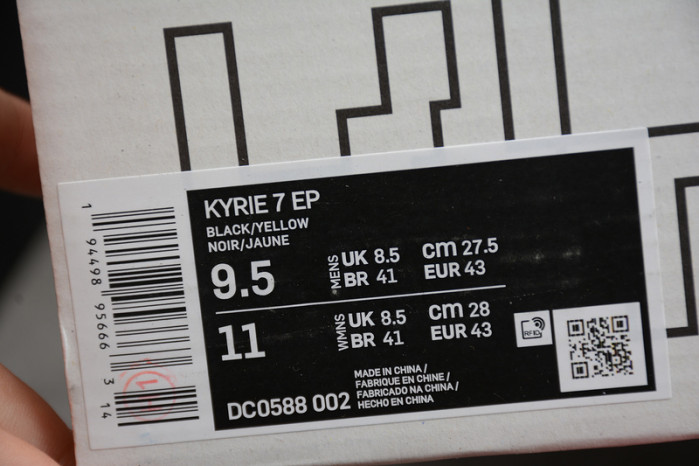 1 94498 95666 3 14
KYRIE 7 EP
BLACK/YELLOW
NOIR/JAUNE
9.5
MENS
UK 8.5 cm 27.5
BR 41 EUR 43
11
WMNS
UK 8.5 cm 28
BR 41 EUR 43
RFID
MADE IN CHINA/
FABRIQUE EN CHINE/
FABRICADO NA CHINA/
HECHO EN CHINA
DC0588 002